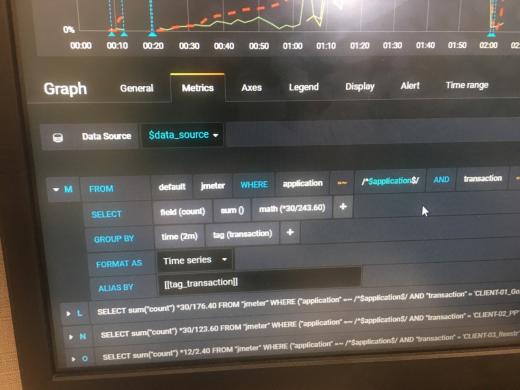 0%
00:00 00:10 00:20 00:30 00:40 00:50 01:00 01:10 01:20 01:30 01:40 01:50 02:00 02:
Graph General Metrics Axes Legend Display Alert Time range
Data Source $data_source
M FROM default jmeter WHERE application =~ /^$application$/ AND transaction
SELECT field (count) sum () math (*30/243.60) +
GROUP BY time (2m) tag (transaction) +
FORMAT AS Time series
ALIAS BY [[tag_transaction]]
L SELECT sum("count") *30/176.40 FROM "jmeter" WHERE ("application" =~ /^$application$/ AND "transaction" = 'CLIENT-01_Go
N SELECT sum("count") *30/123.60 FROM "jmeter" WHERE ("application" =~ /^$application$/ AND "transaction" = 'CLIENT-02_PP
O SELECT sum("count") *12/2.40 FROM "jmeter" WHERE ("application" =~ /^$application$/ AND "transaction" =